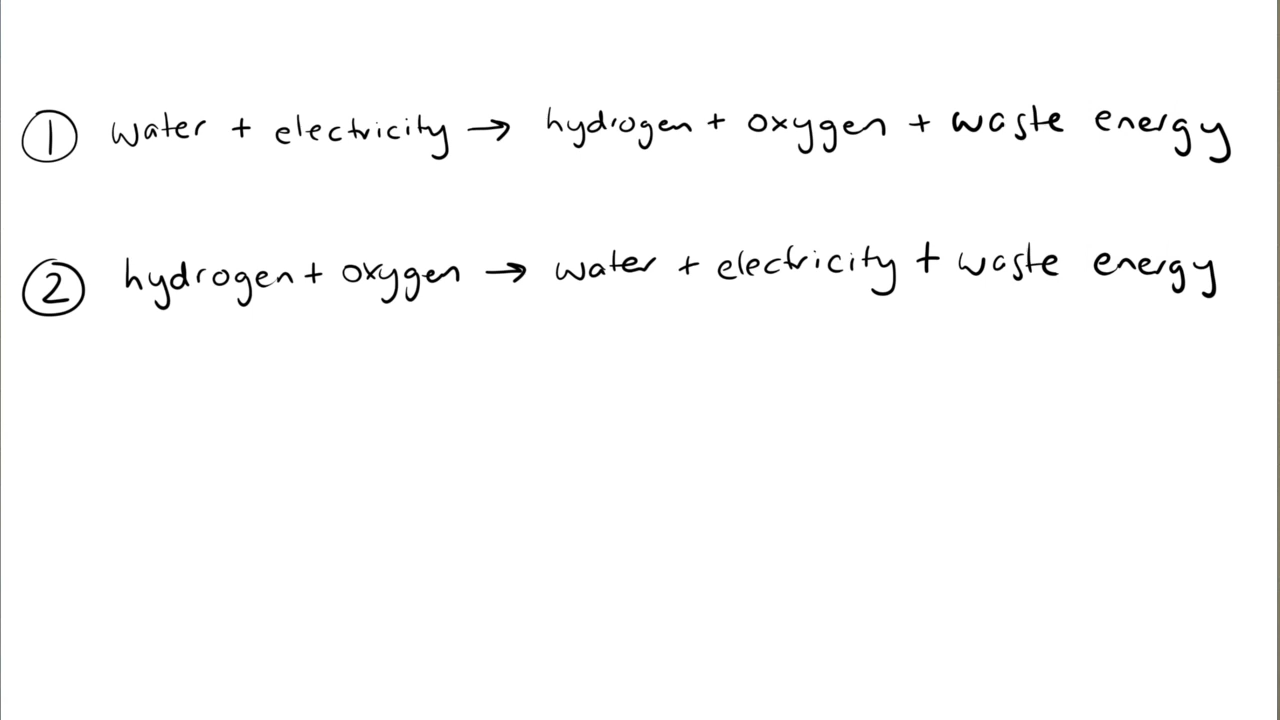 ① water + electricity → hydrogen + oxygen + waste energy
② hydrogen + oxygen → water + electricity + waste energy